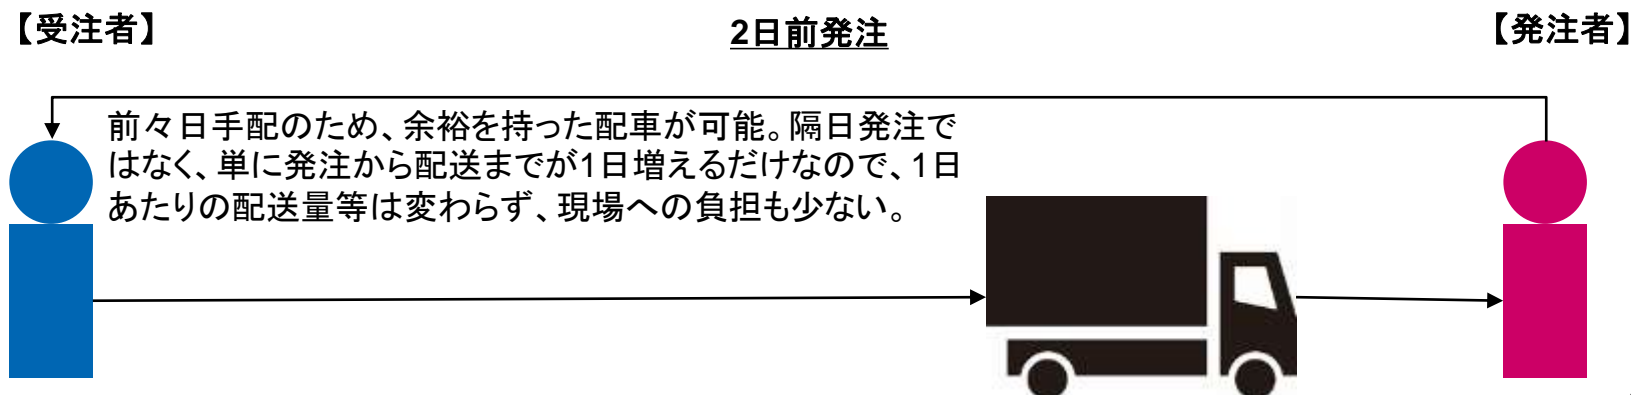 【受注者】
2日前発注
【発注者】
前々日手配のため、余裕を持った配車が可能。隔日発注で
はなく、単に発注から配送までが1日増えるだけなので、1日
あたりの配送量等は変わらず、現場への負担も少ない。